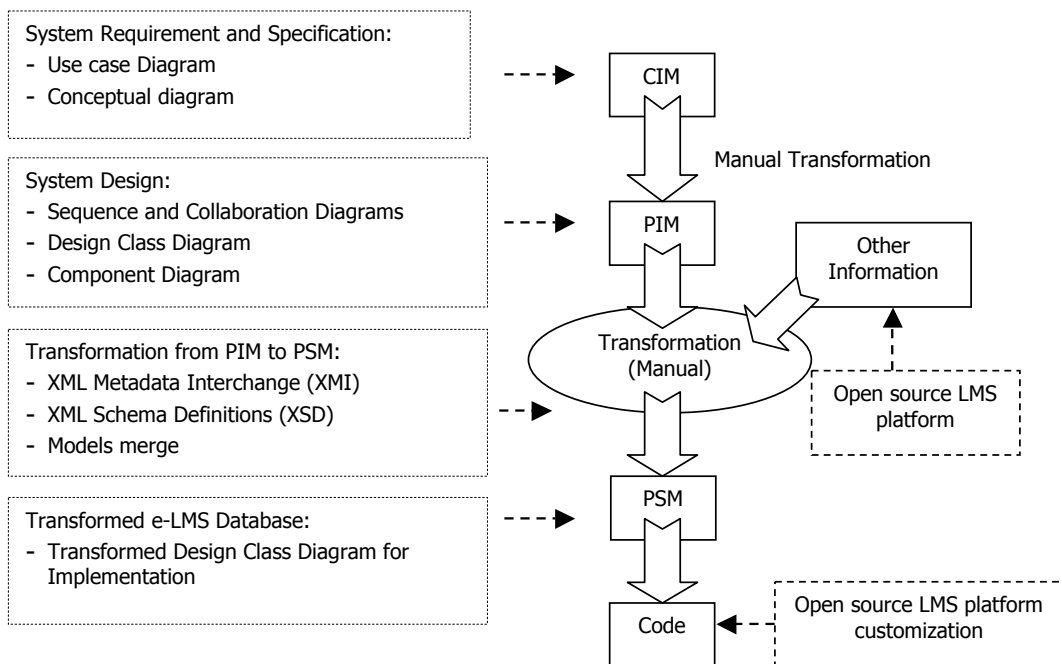 System Requirement and Specification:
- Use case Diagram
- Conceptual diagram
CIM
Manual Transformation
System Design:
- Sequence and Collaboration Diagrams
- Design Class Diagram
- Component Diagram
PIM
Other
Information
Transformation from PIM to PSM:
- XML Metadata Interchange (XMI)
- XML Schema Definitions (XSD)
- Models merge
Transformation
(Manual)
Open source LMS
platform
Transformed e-LMS Database:
- Transformed Design Class Diagram for
Implementation
PSM
Code
Open source LMS platform
customization